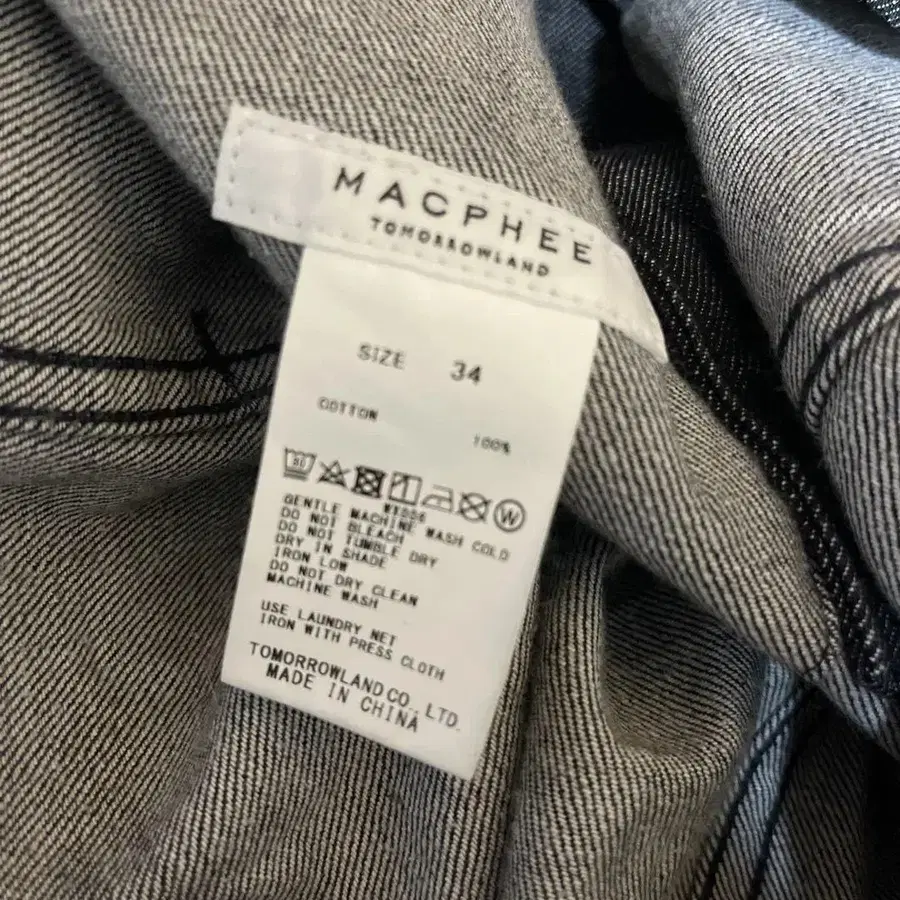 MACPHEE
TOMORROWLAND
SIZE 34
COTTON 100%
W
GENTLE MACHINE WASH COLD
DO NOT BLEACH
DO NOT TUMBLE DRY
DRY IN SHADE
IRON LOW
DO NOT DRY CLEAN
MACHINE WASH
USE LAUNDRY NET
IRON WITH PRESS CLOTH
TOMORROWLAND CO., LTD.
MADE IN CHINA